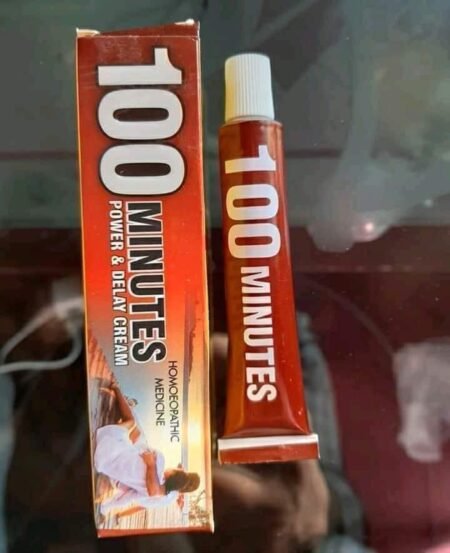 100
MINUTES
POWER & DELAY CREAM
HOMOEOPATHIC
MEDICINE
100 MINUTES